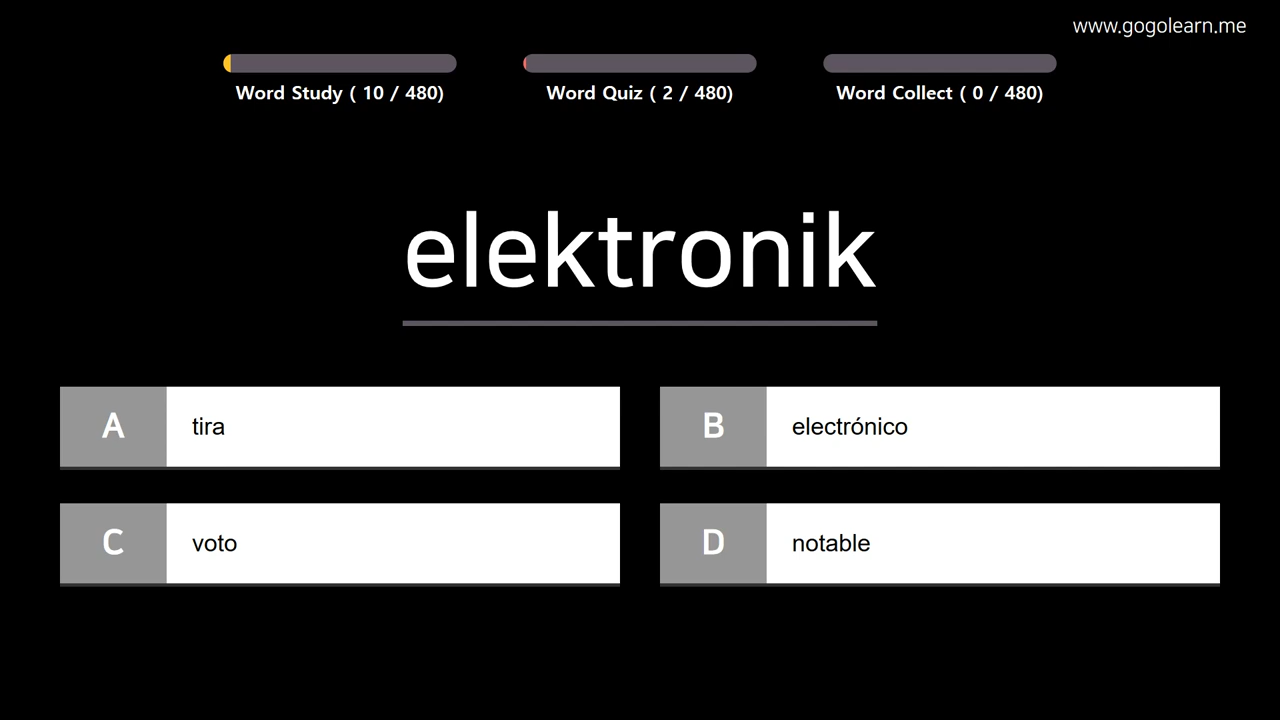 www.gogolearn.me
Word Study ( 10 / 480)
Word Quiz ( 2 / 480)
Word Collect ( 0 / 480)
elektronik
A tira
B electrónico
C voto
D notable